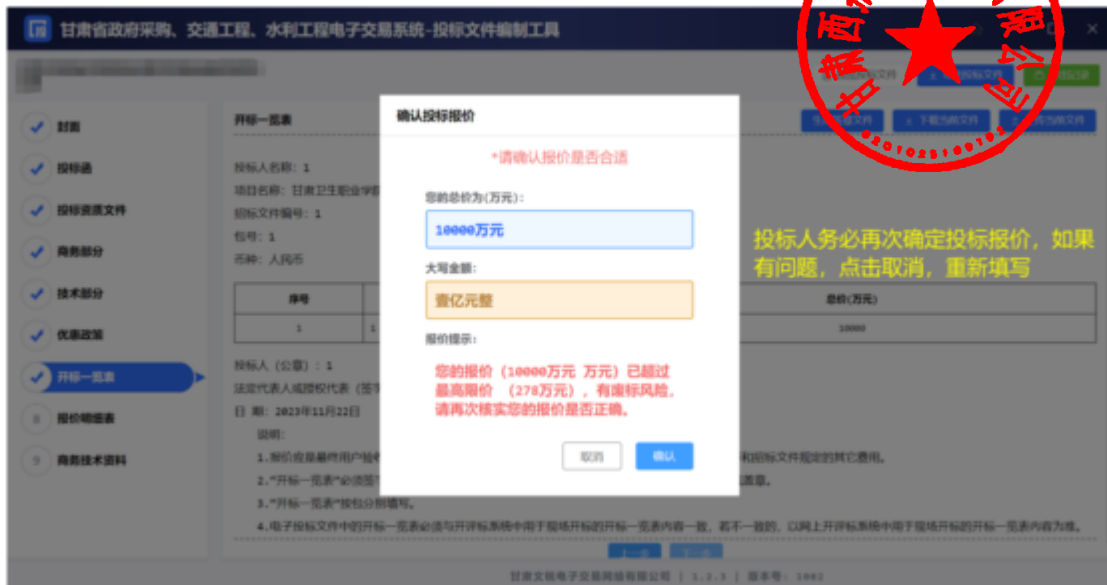 甘肃省政府采购、交通工程、水利工程电子交易系统-投标文件编制工具
封面
投标函
投标资质文件
商务部分
技术部分
优惠政策
开标一览表
8 报价明细表
9 商务技术资料
开标一览表
下载当前文件
投标人名称：1
项目名称：甘肃卫生职业学院
招标文件编号：1
包号：1
币种：人民币
序号
总价(万元)
1
1
10000
投标人（公章）：1
法定代表人或授权代表（签字
日 期：2023年11月22日
说明：
1.报价应是最终用户验收
和招标文件规定的其它费用。
2."开标一览表"必须签
盖章。
3."开标一览表"按包分别填写。
4.电子投标文件中的开标一览表必须与开评标系统中用于现场开标的开标一览表内容一致，若不一致的，以网上开评标系统中用于现场开标的开标一览表内容为准。
上一步
下一步
确认投标报价
*请确认报价是否合适
您的总价为(万元)：
10000万元
大写金额：
壹亿元整
报价提示：
您的报价（10000万元 万元）已超过
最高限价 （278万元），有废标风险，
请再次核实您的报价是否正确。
取消
确认
投标人务必再次确定投标报价，如果
有问题，点击取消，重新填写
甘肃文锐电子交易网络有限公司 | 1.2.3 | 版本号：1002